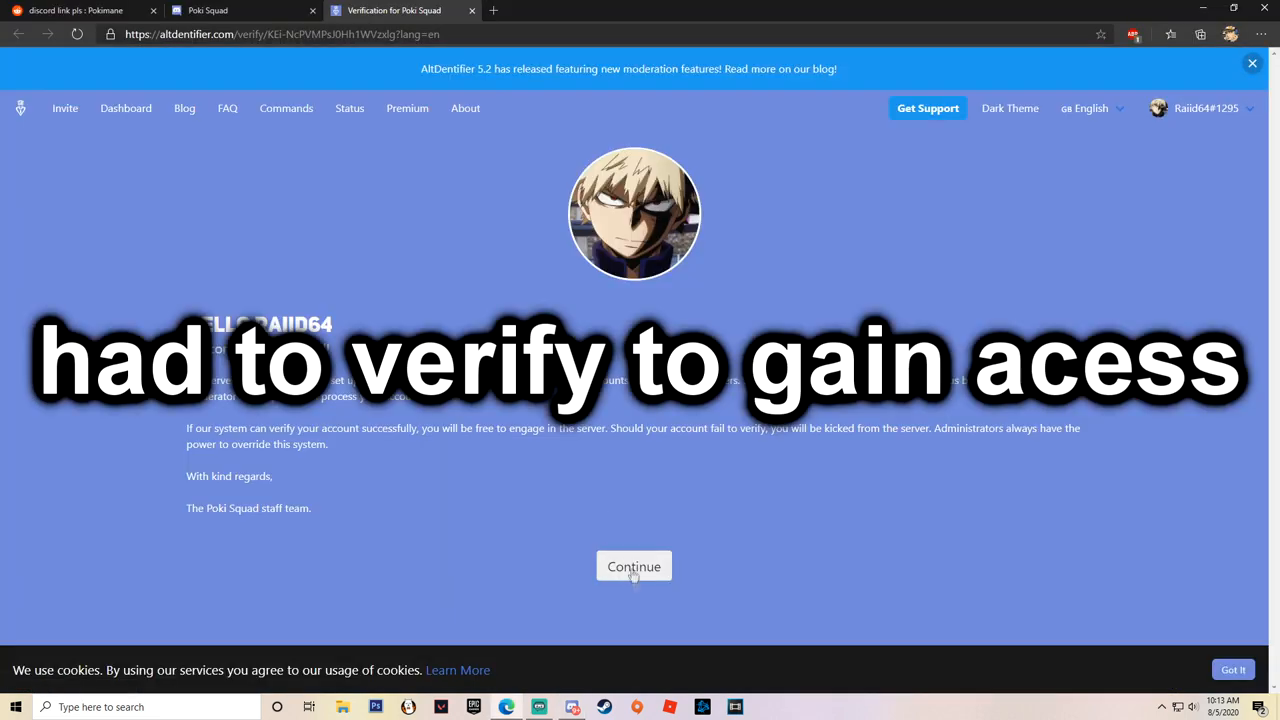 discord link pls : Pokimane
Poki Squad
Verification for Poki Squad
https://altdentifier.com/verify/KEi-NcPVMPsJ0Hh1WVzxlg?lang=en
AltDentifier 5.2 has released featuring new moderation features! Read more on our blog!
Invite Dashboard Blog FAQ Commands Status Premium About Get Support Dark Theme GB English Raiid64#1295
RAIID64
had to verify to gain acess
If our system can verify your account successfully, you will be free to engage in the server. Should your account fail to verify, you will be kicked from the server. Administrators always have the
power to override this system.
With kind regards,
The Poki Squad staff team.
Continue
We use cookies. By using our services you agree to our usage of cookies. Learn More
Got It
Type here to search
10:13 AM
8/5/2020